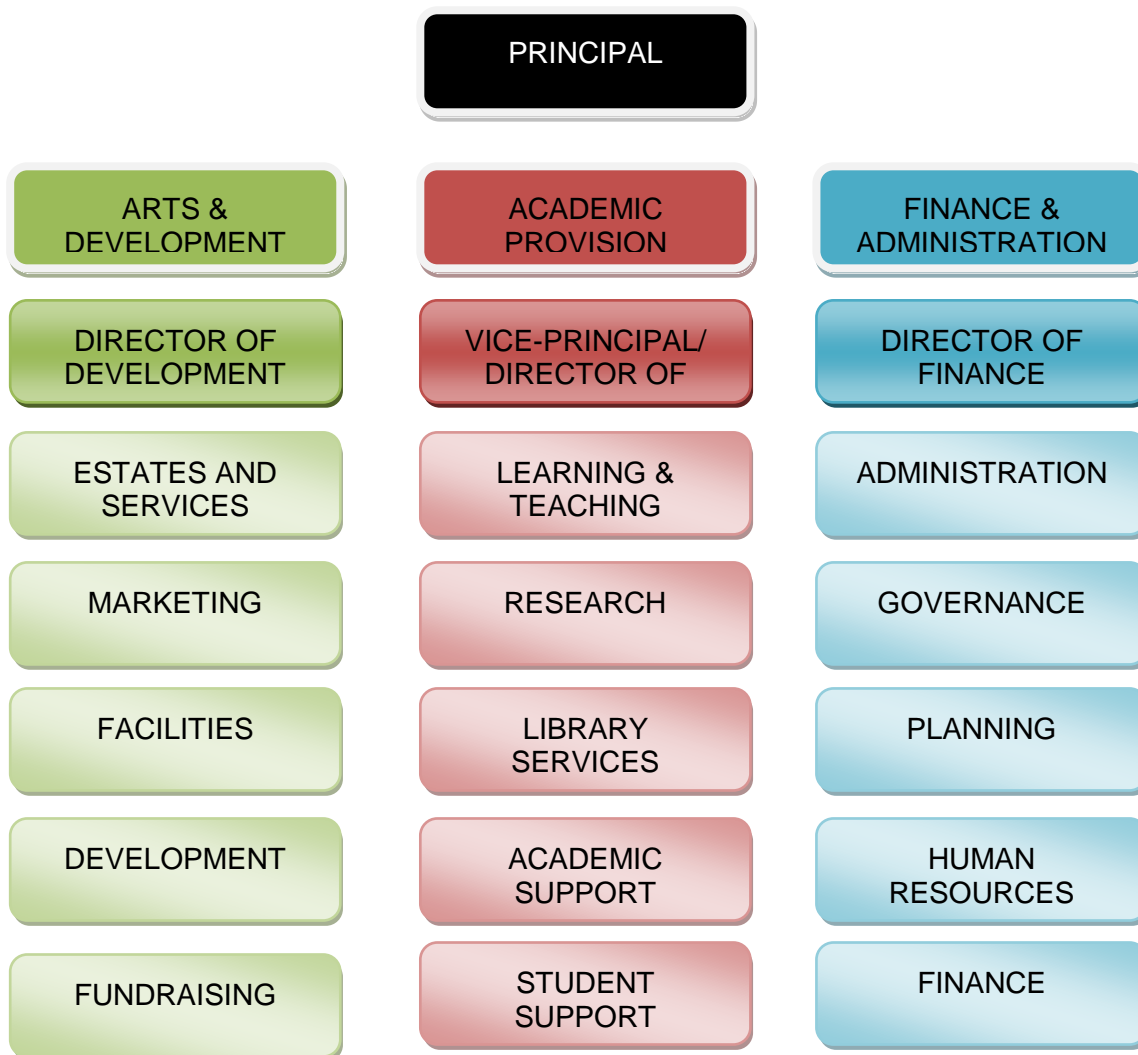 PRINCIPAL
ARTS &
DEVELOPMENT
ACADEMIC
PROVISION
FINANCE &
ADMINISTRATION
DIRECTOR OF
DEVELOPMENT
VICE-PRINCIPAL/
DIRECTOR OF
DIRECTOR OF
FINANCE
ESTATES AND
SERVICES
LEARNING &
TEACHING
ADMINISTRATION
MARKETING
RESEARCH
GOVERNANCE
FACILITIES
LIBRARY
SERVICES
PLANNING
DEVELOPMENT
ACADEMIC
SUPPORT
HUMAN
RESOURCES
FUNDRAISING
STUDENT
SUPPORT
FINANCE